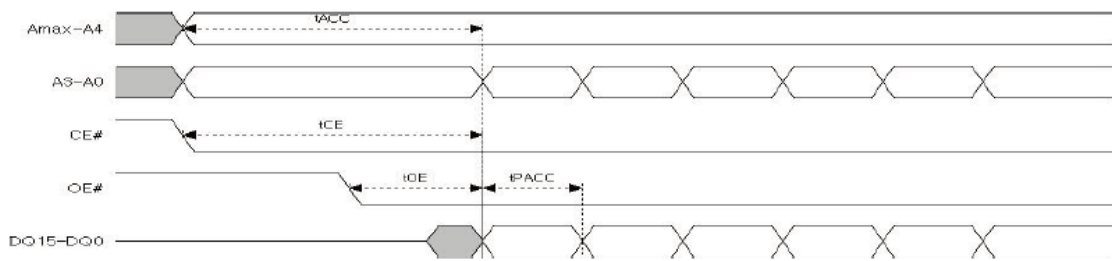 Amax-A4
tACC
A3-A0
CE#
tCE
OE#
tOE
tPACC
DQ15-DQ0